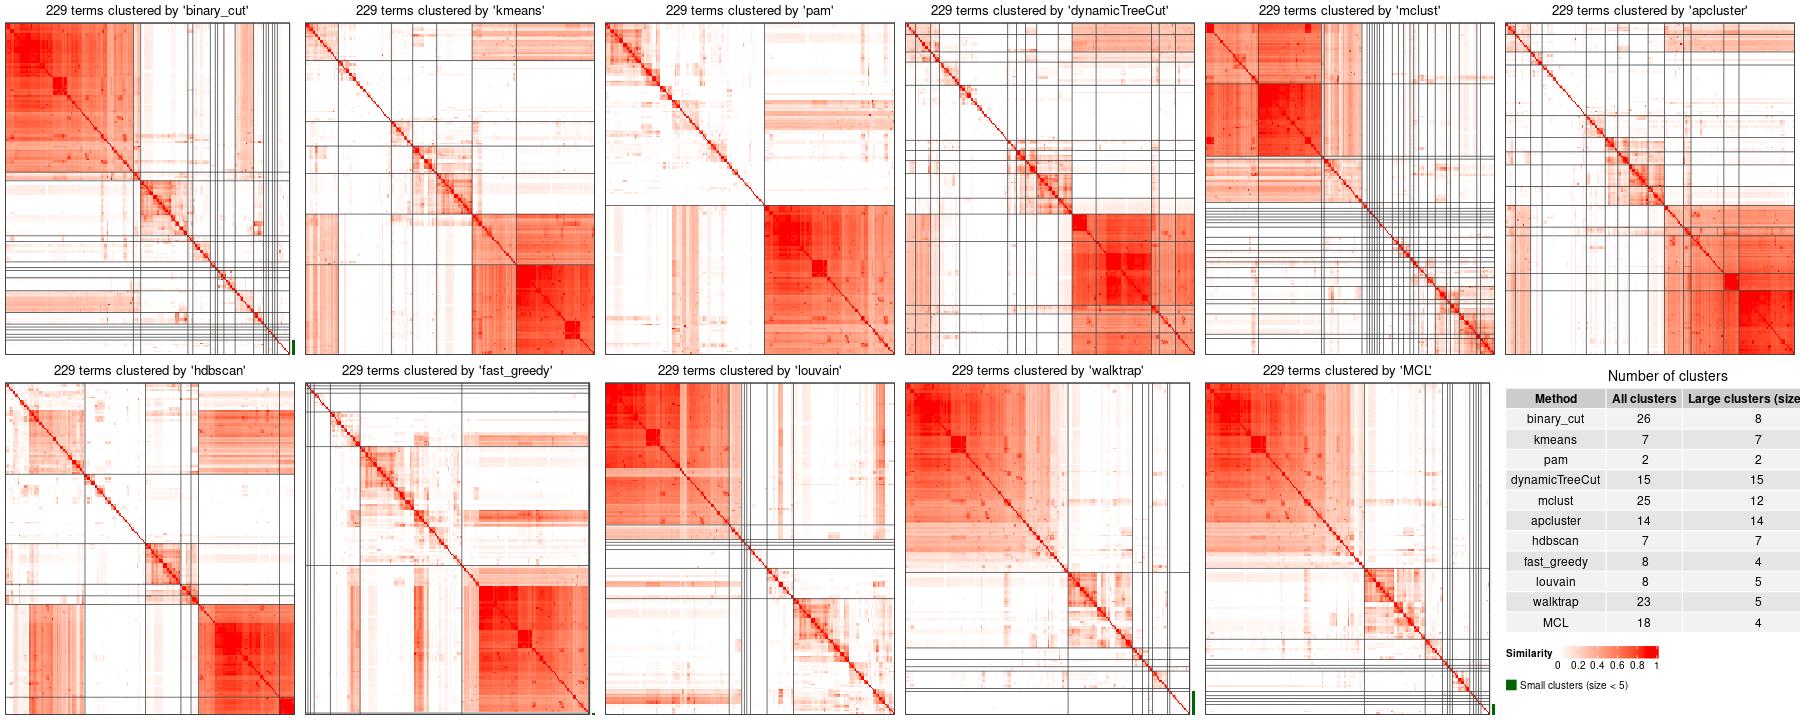 229 terms clustered by 'binary_cut'
229 terms clustered by 'kmeans'
229 terms clustered by 'pam'
229 terms clustered by 'dynamicTreeCut'
229 terms clustered by 'mclust'
229 terms clustered by 'apcluster'
229 terms clustered by 'hdbscan'
229 terms clustered by 'fast_greedy'
229 terms clustered by 'louvain'
229 terms clustered by 'walktrap'
229 terms clustered by 'MCL'
Number of clusters
Method All clusters Large clusters (size
binary_cut 26 8
kmeans 7 7
pam 2 2
dynamicTreeCut 15 15
mclust 25 12
apcluster 14 14
hdbscan 7 7
fast_greedy 8 4
louvain 8 5
walktrap 23 5
MCL 18 4
Similarity
0 0.2 0.4 0.6 0.8 1
Small clusters (size < 5)